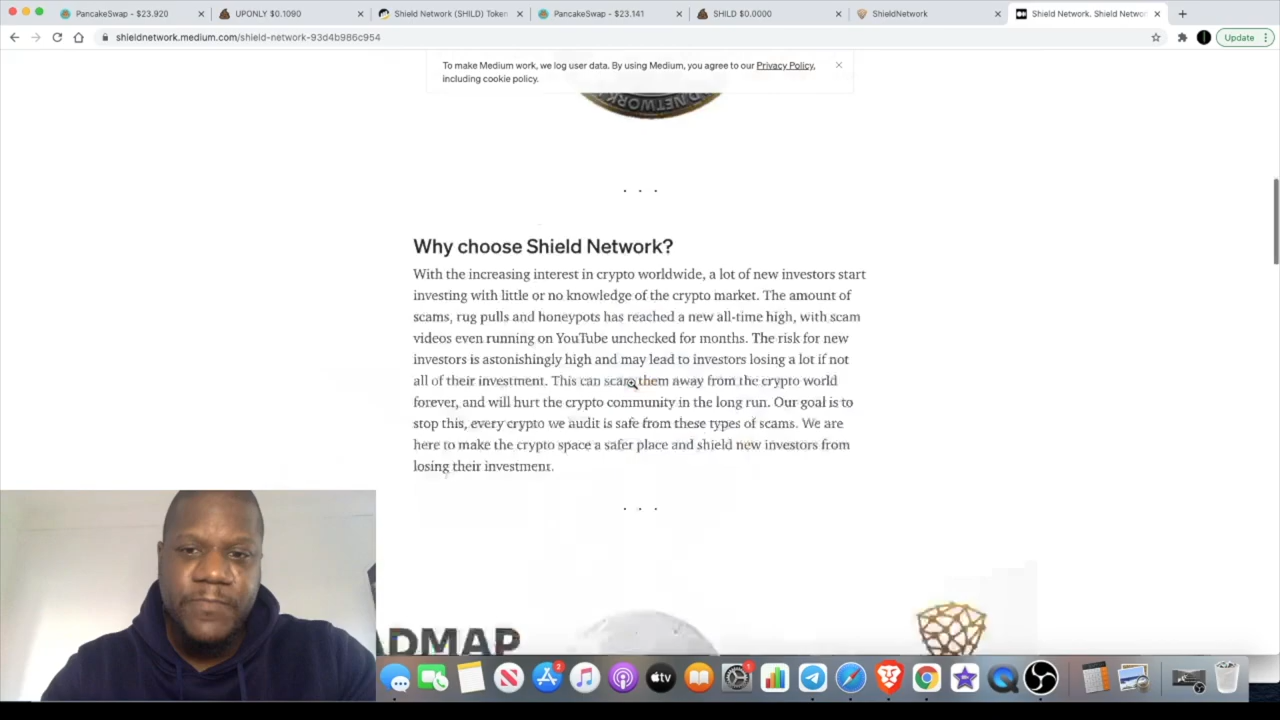 PancakeSwap - $23.920
UPONLY $0.1090
Shield Network (SHILD) Token
PancakeSwap - $23.141
SHILD $0.0000
ShieldNetwork
Shield Network. Shield Networ
shieldnetwork.medium.com/shield-network-93d4b986c954
Update
To make Medium work, we log user data. By using Medium, you agree to our Privacy Policy,
including cookie policy.
D NETWORK
Why choose Shield Network?
With the increasing interest in crypto worldwide, a lot of new investors start
investing with little or no knowledge of the crypto market. The amount of
scams, rug pulls and honeypots has reached a new all-time high, with scam
videos even running on YouTube unchecked for months. The risk for new
investors is astonishingly high and may lead to investors losing a lot if not
all of their investment. This can scare them away from the crypto world
forever, and will hurt the crypto community in the long run. Our goal is to
stop this, every crypto we audit is safe from these types of scams. We are
here to make the crypto space a safer place and shield new investors from
losing their investment.
ADMAP
2
tv
1